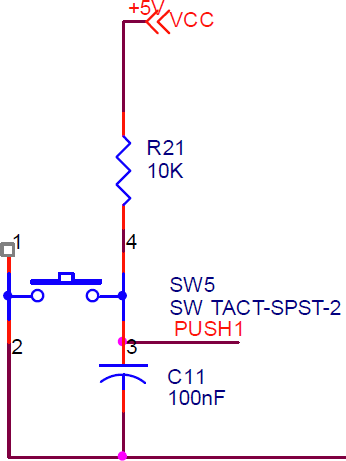 +5V
VCC
R21
10K
1
4
SW5
SW TACT-SPST-2
PUSH1
2
3
C11
100nF